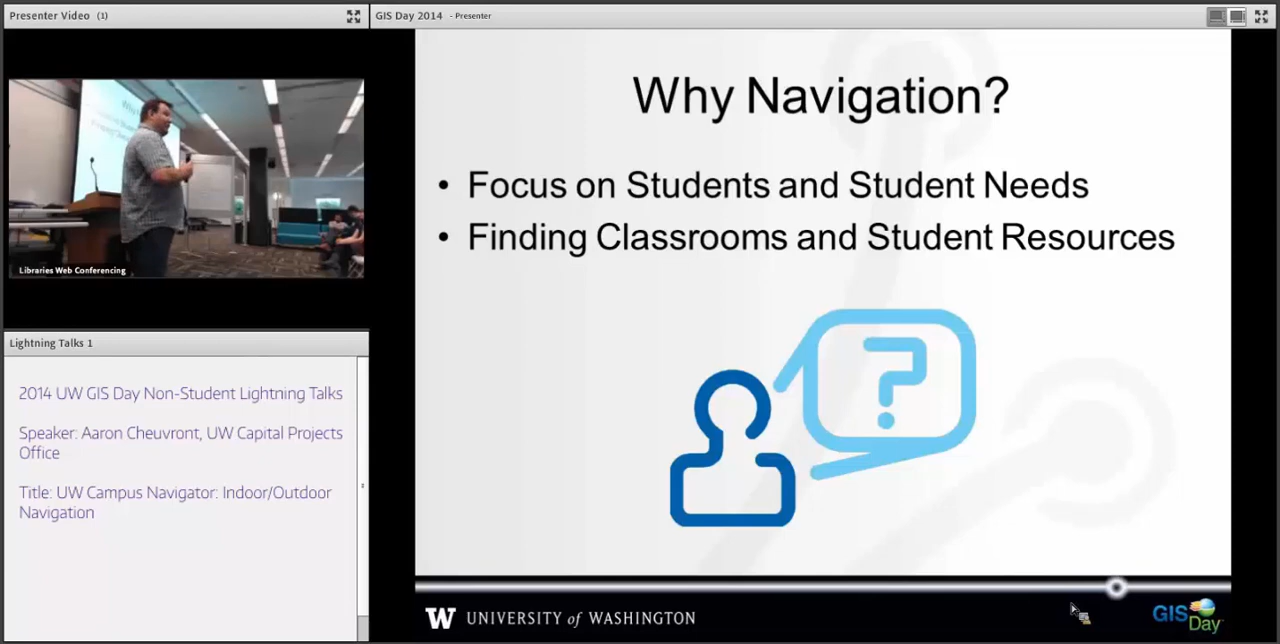 Presenter Video (1)
GIS Day 2014 - Presenter
Libraries Web Conferencing
Lightning Talks 1
2014 UW GIS Day Non-Student Lightning Talks
Speaker: Aaron Cheuvront, UW Capital Projects
Office
Title: UW Campus Navigator: Indoor/Outdoor
Navigation
Why Navigation?
• Focus on Students and Student Needs
• Finding Classrooms and Student Resources
?
W UNIVERSITY of WASHINGTON
GIS
Day